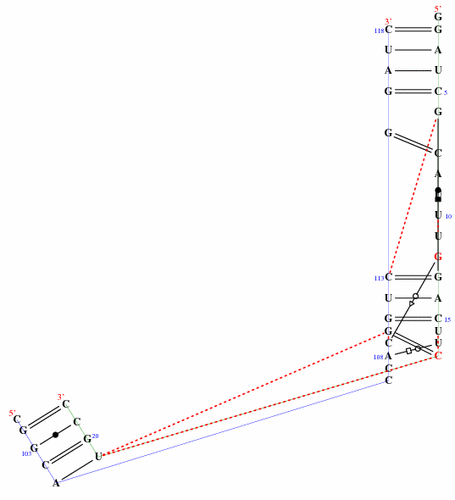 5'
G
3'
118 C G
U A
A U
G C 5
G
G
C
A
U 10
U
G
113 C G
U A
G C 15
G U
C U
108 A C
C
C
3'
C
5'
C C
G G 20
103 G U
C
A